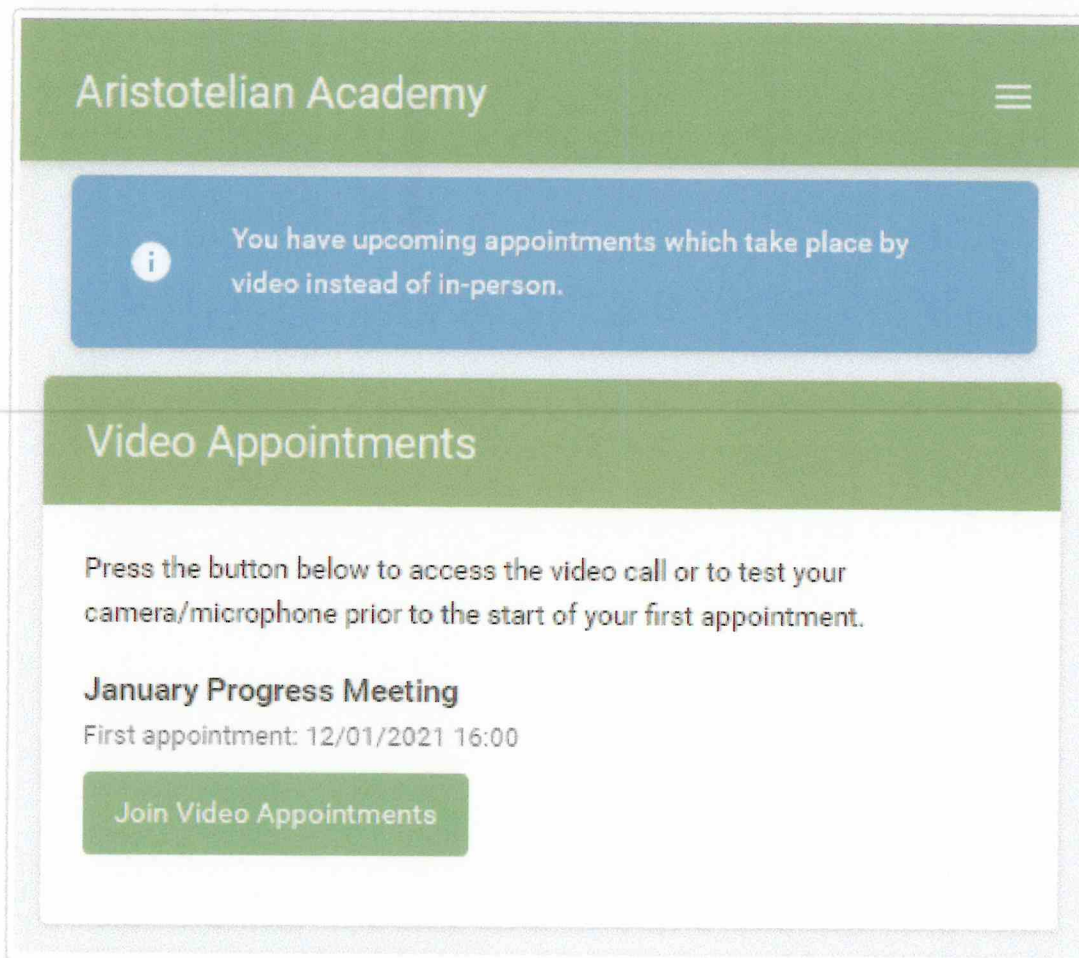 Aristotelian Academy
You have upcoming appointments which take place by
video instead of in-person.
Video Appointments
Press the button below to access the video call or to test your
camera/microphone prior to the start of your first appointment.
January Progress Meeting
First appointment: 12/01/2021 16:00
Join Video Appointments